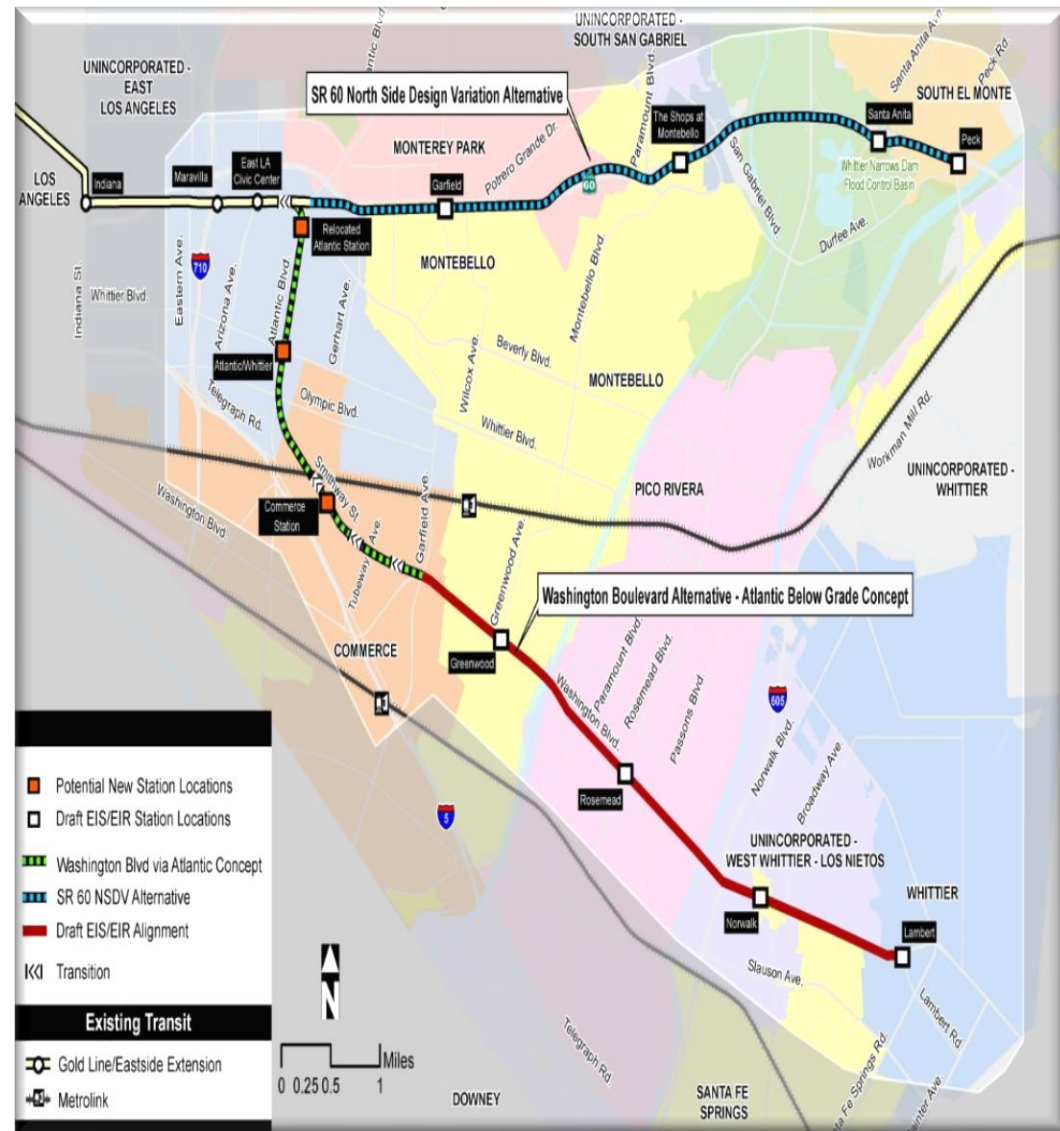 UNINCORPORATED -
SOUTH SAN GABRIEL
UNINCORPORATED -
EAST
LOS ANGELES
Atlantic Blvd.
Paramount Blvd.
Santa Anita Ave.
Peck Rd.
SR 60 North Side Design Variation Alternative
SOUTH EL MONTE
The Shops at
Montebello
Santa Anita
Peck
MONTEREY PARK
Potrero Grande Dr.
60
San Gabriel Blvd.
Whittier Narrows Dam
Flood Control Basin
LOS
ANGELES
Indiana
Maravilla
East LA
Civic Center
Garfield
Durfee Ave.
Relocated
Atlantic Station
MONTEBELLO
710
Indiana St.
Eastern Ave.
Arizona Ave.
Atlantic Blvd.
Gerhart Ave.
Montebello Blvd.
Whittier Blvd.
Beverly Blvd.
Wilcox Ave.
MONTEBELLO
Atlantic/Whittier
Telegraph Rd.
Olympic Blvd.
Whittier Blvd.
Workman Mill Rd.
UNINCORPORATED -
WHITTIER
PICO RIVERA
Washington Blvd.
Smithway St.
Commerce
Station
Tubeway Ave.
Garfield Ave.
Greenwood Ave.
Washington Boulevard Alternative - Atlantic Below Grade Concept
COMMERCE
Greenwood
Washington Blvd.
Paramount Blvd.
Rosemead Blvd.
Passons Blvd.
605
Norwalk Blvd.
Broadway Ave.
Rosemead
5
UNINCORPORATED -
WEST WHITTIER - LOS NIETOS
WHITTIER
Norwalk
Lambert
Slauson Ave.
Lambert Rd.
Telegraph Rd.
DOWNEY
SANTA FE
SPRINGS
Fe Springs Rd.
Potential New Station Locations
Draft EIS/EIR Station Locations
Washington Blvd via Atlantic Concept
SR 60 NSDV Alternative
Draft EIS/EIR Alignment
Transition
Existing Transit
Gold Line/Eastside Extension
Metrolink
N
Miles
0 0.25 0.5 1